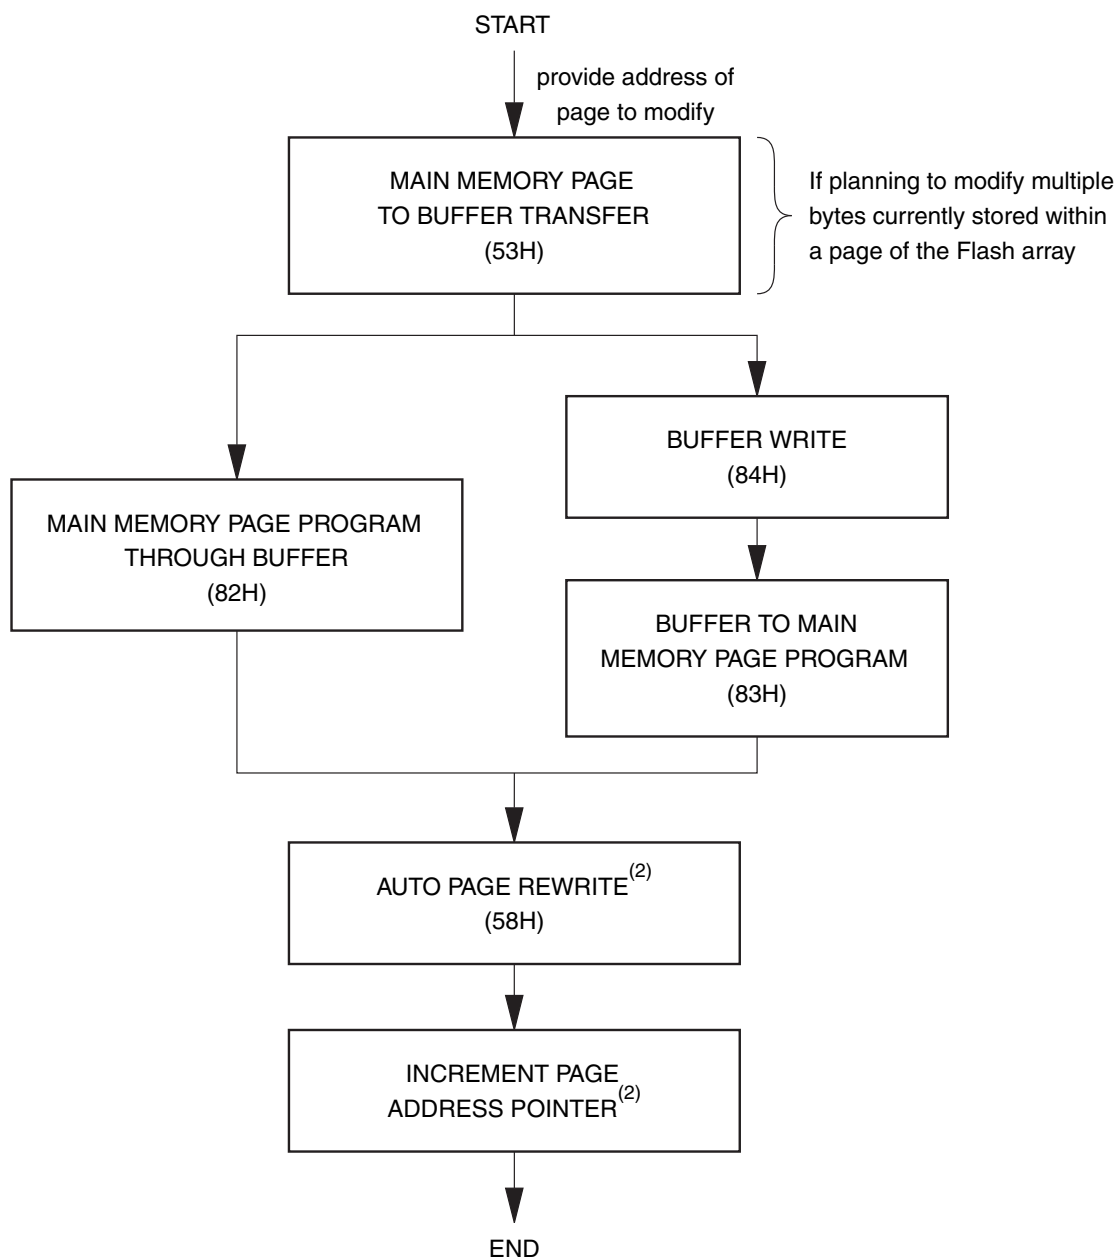 START
provide address of
page to modify
MAIN MEMORY PAGE
TO BUFFER TRANSFER
(53H)
If planning to modify multiple
bytes currently stored within
a page of the Flash array
BUFFER WRITE
(84H)
MAIN MEMORY PAGE PROGRAM
THROUGH BUFFER
(82H)
BUFFER TO MAIN
MEMORY PAGE PROGRAM
(83H)
AUTO PAGE REWRITE(2)
(58H)
INCREMENT PAGE
ADDRESS POINTER(2)
END